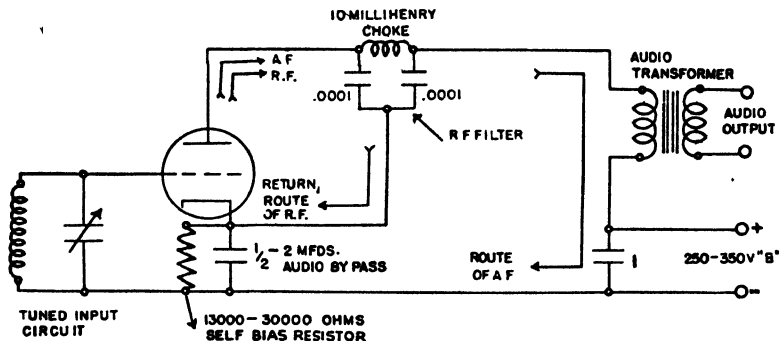 10-MILLIHENRY
CHOKE
A F
R.F.
.0001
.0001
R F FILTER
AUDIO
TRANSFORMER
AUDIO
OUTPUT
RETURN,
ROUTE
OF R.F.
1/2 - 2 MFDS.
AUDIO BY PASS
ROUTE
OF A F
1
+
250-350V "B"
-
TUNED INPUT
CIRCUIT
13000-30000 OHMS
SELF BIAS RESISTOR